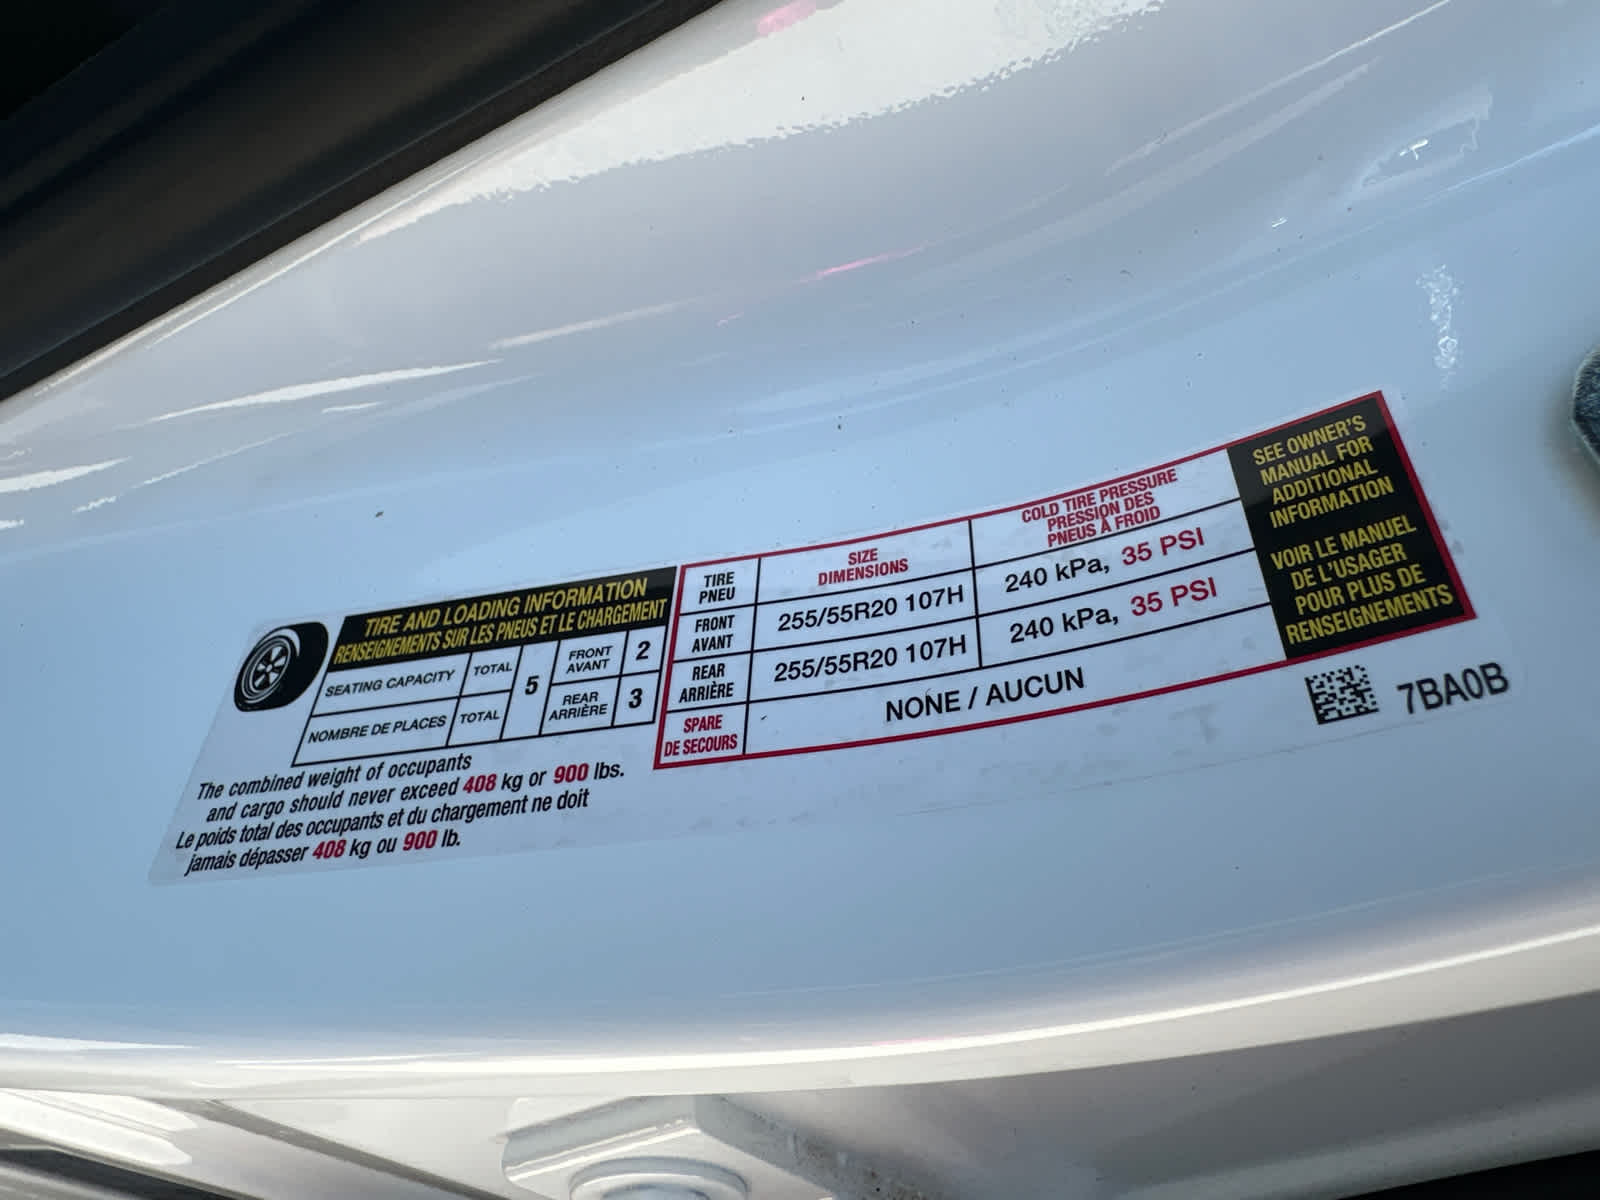 TIRE AND LOADING INFORMATION
RENSEIGNEMENTS SUR LES PNEUS ET LE CHARGEMENT
SEATING CAPACITY
NOMBRE DE PLACES
TOTAL
TOTAL
5
FRONT
AVANT
2
REAR
ARRIÈRE
3
The combined weight of occupants
and cargo should never exceed 408 kg or 900 lbs.
Le poids total des occupants et du chargement ne doit
jamais dépasser 408 kg ou 900 lb.
TIRE
PNEU
SIZE
DIMENSIONS
COLD TIRE PRESSURE
PRESSION DES
PNEUS À FROID
FRONT
AVANT
255/55R20 107H
240 kPa, 35 PSI
REAR
ARRIÈRE
255/55R20 107H
240 kPa, 35 PSI
SPARE
DE SECOURS
NONE / AUCUN
SEE OWNER'S
MANUAL FOR
ADDITIONAL
INFORMATION
VOIR LE MANUEL
DE L'USAGER
POUR PLUS DE
RENSEIGNEMENTS
7BA0B